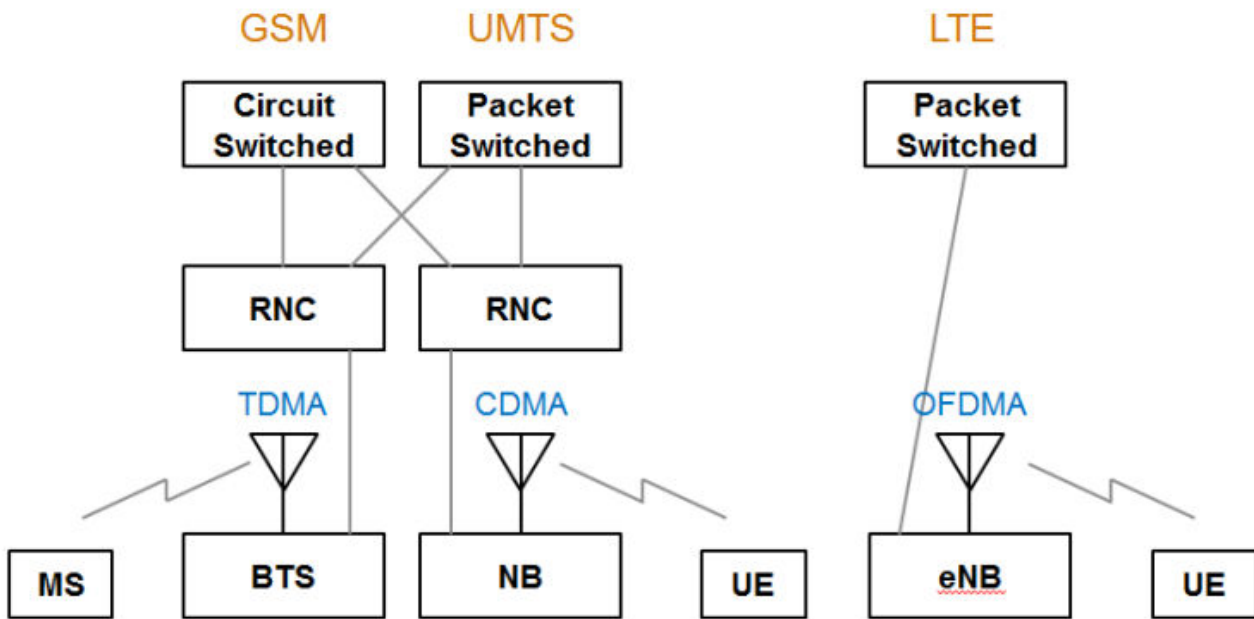 GSM
UMTS
LTE
Circuit
Switched
Packet
Switched
Packet
Switched
RNC
RNC
TDMA
CDMA
OFDMA
MS
BTS
NB
UE
eNB
UE